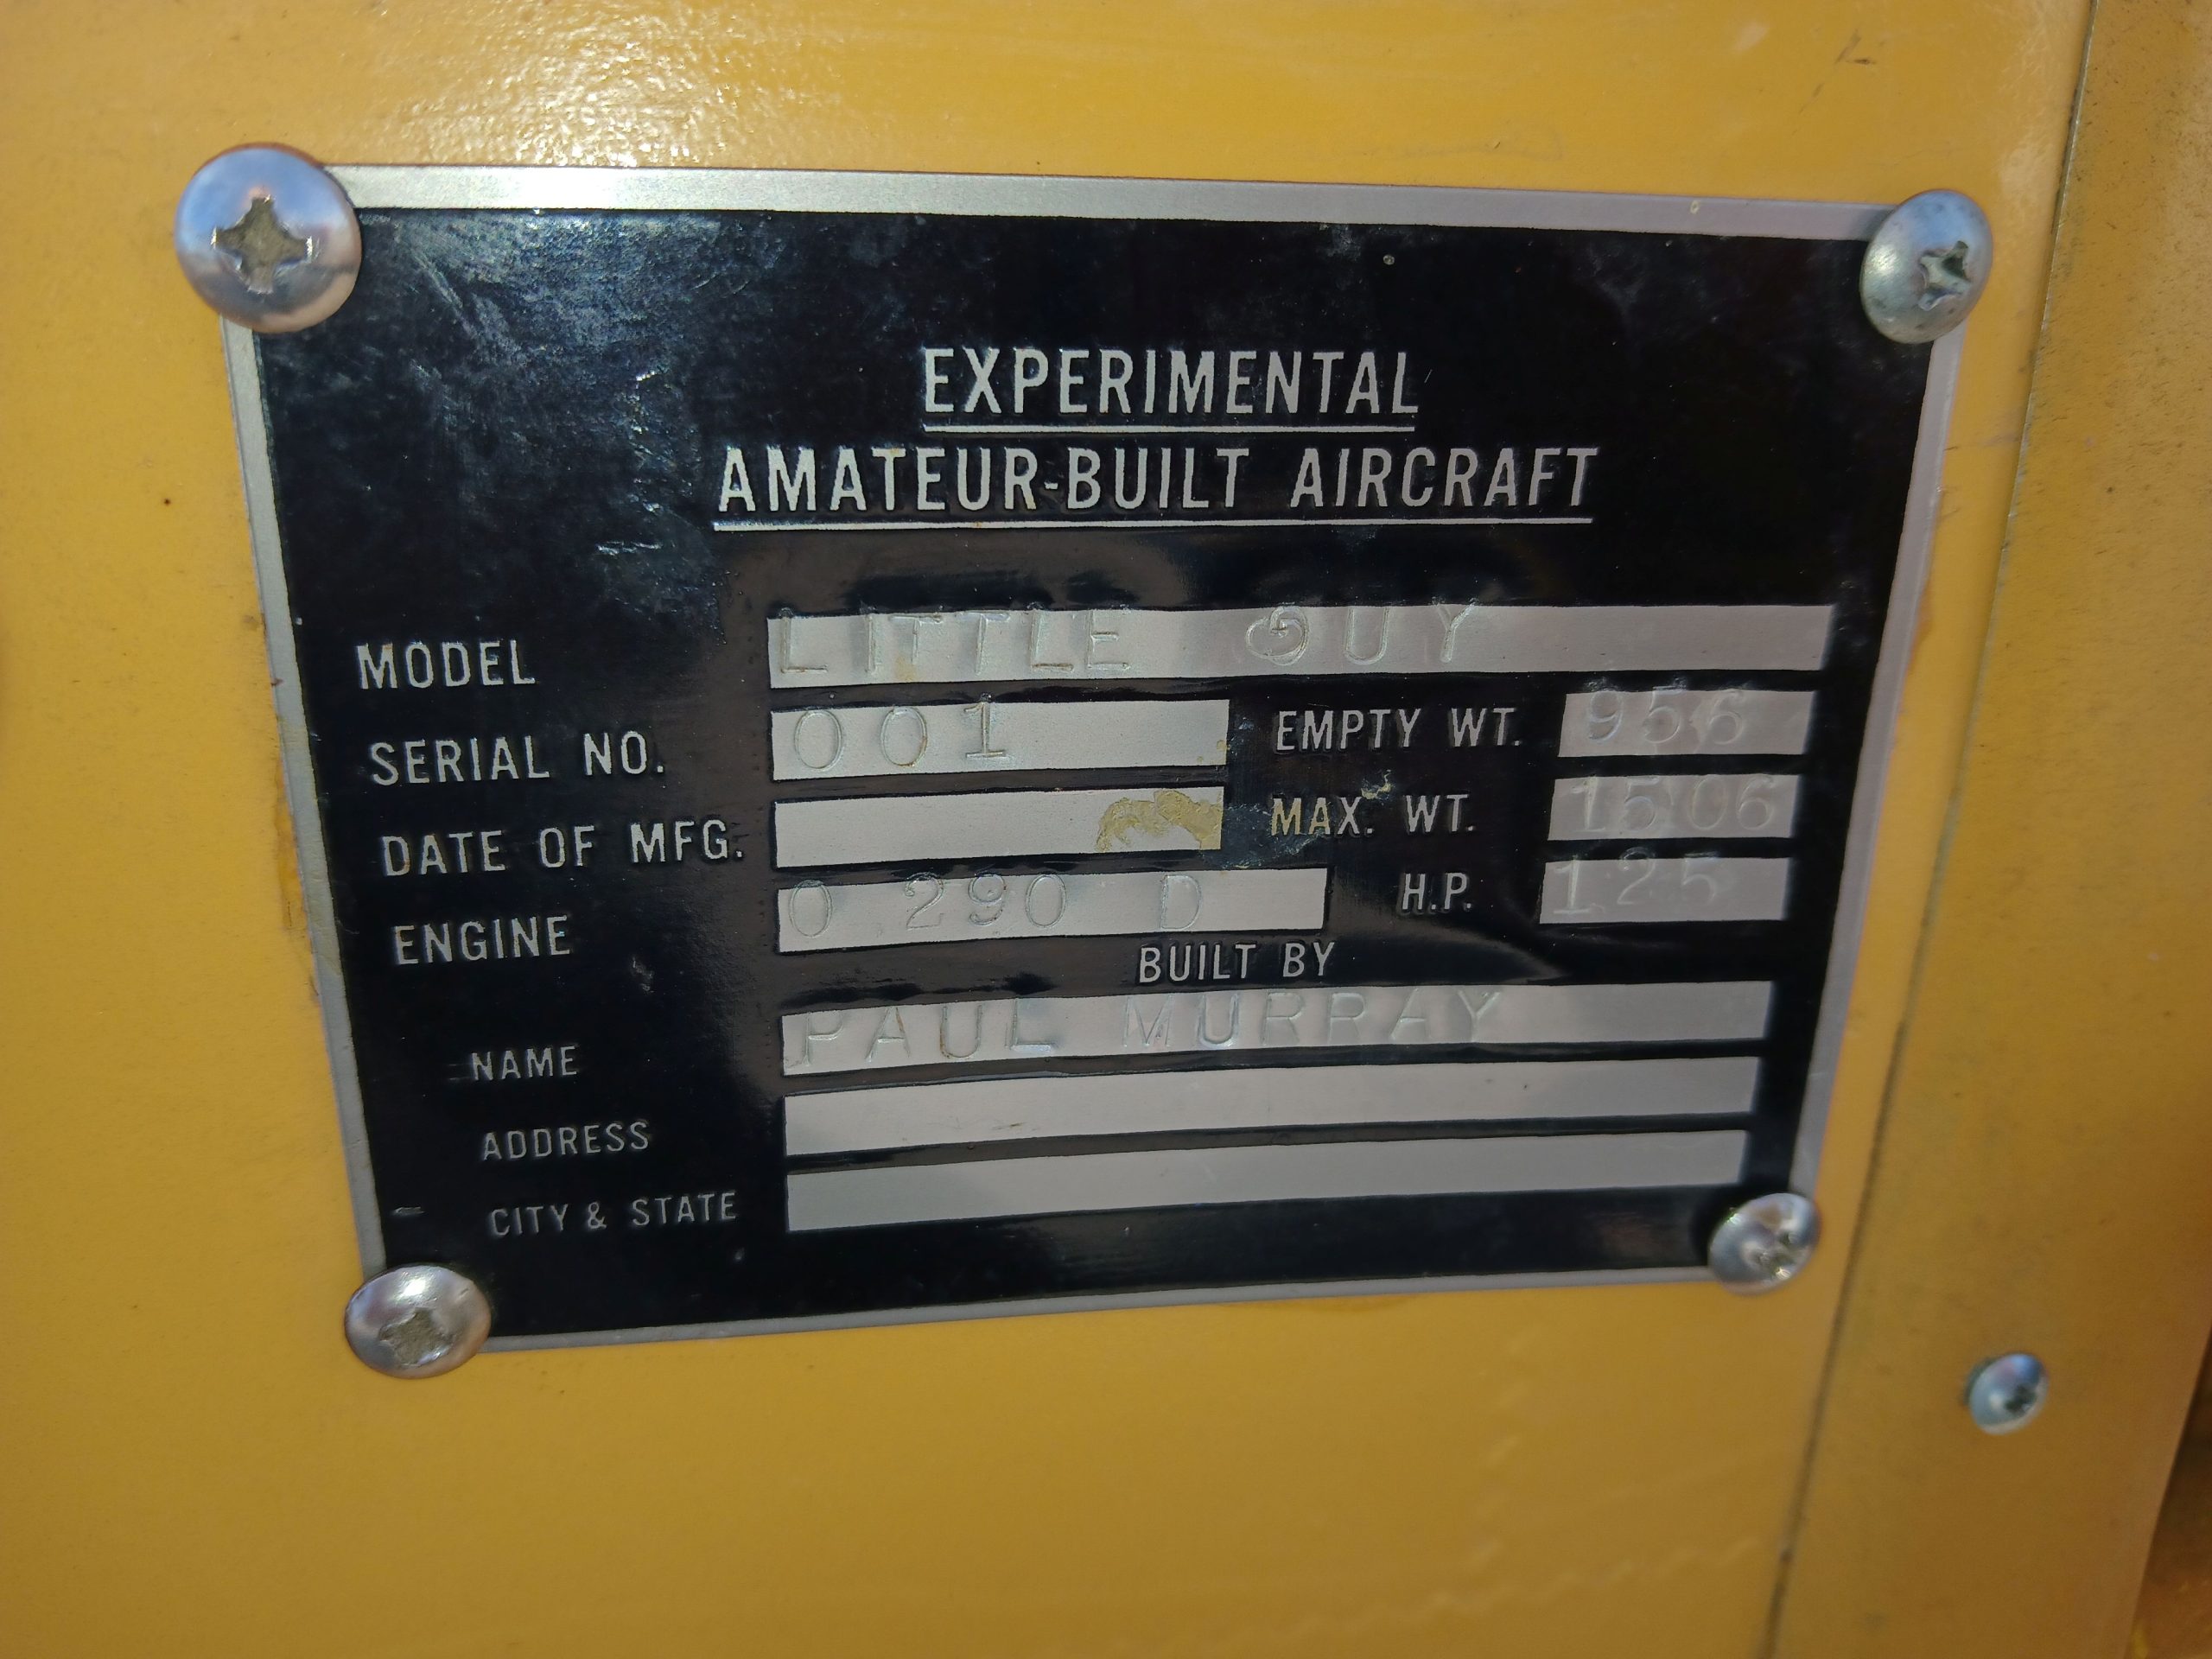 EXPERIMENTAL
AMATEUR-BUILT AIRCRAFT
MODEL LITTLE GUY
SERIAL NO. 001 EMPTY WT. 956
DATE OF MFG. MAX. WT. 1506
ENGINE O 290 D H.P. 125
BUILT BY
NAME PAUL MURRAY
ADDRESS
CITY & STATE